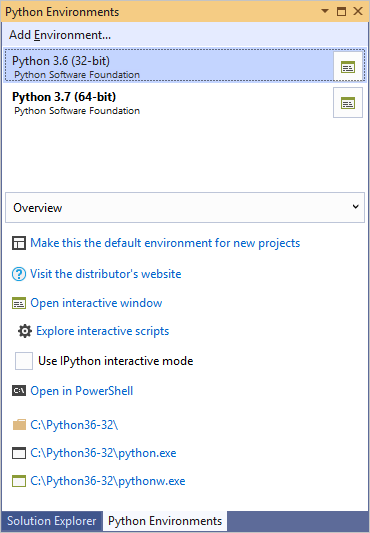 Python Environments
Add Environment...
Python 3.6 (32-bit)
Python Software Foundation
Python 3.7 (64-bit)
Python Software Foundation
Overview
Make this the default environment for new projects
Visit the distributor's website
Open interactive window
Explore interactive scripts
Use IPython interactive mode
Open in PowerShell
C:\Python36-32\
C:\Python36-32\python.exe
C:\Python36-32\pythonw.exe
Solution Explorer Python Environments